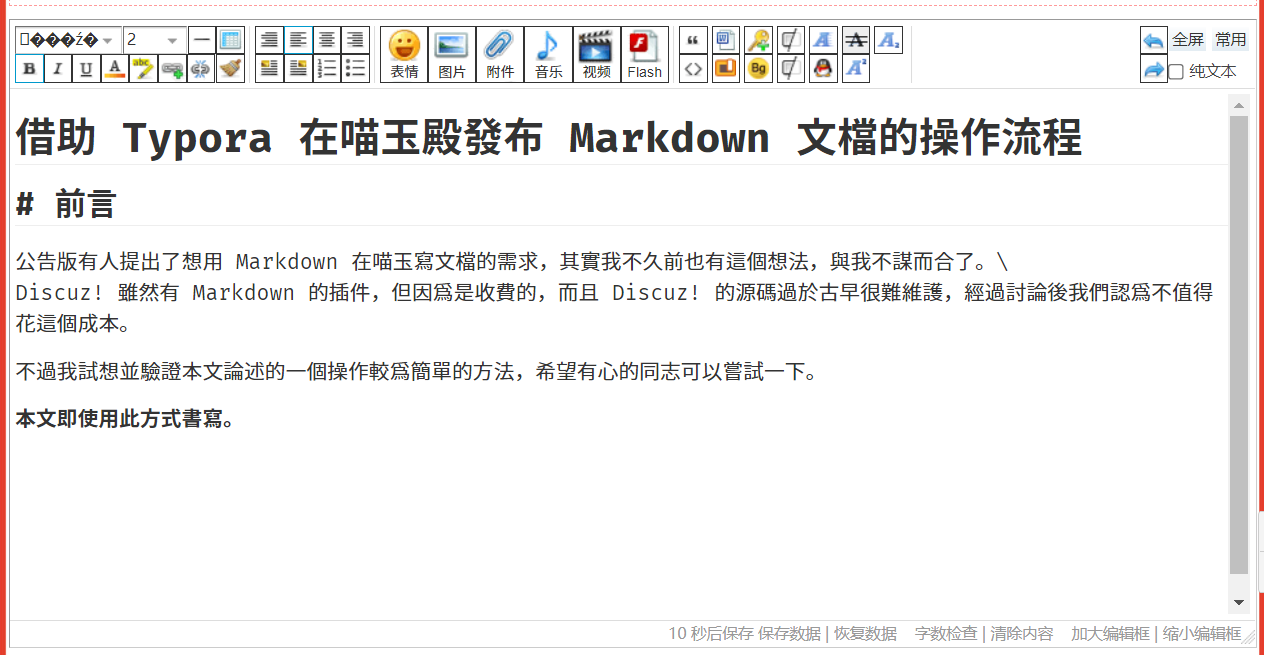 2
全屏 常用
B I U A abc
表情 图片 附件 音乐 视频 Flash
纯文本
借助 Typora 在喵玉殿發布 Markdown 文檔的操作流程
# 前言
公告版有人提出了想用 Markdown 在喵玉寫文檔的需求，其實我不久前也有這個想法，與我不謀而合了。\
Discuz! 雖然有 Markdown 的插件，但因爲是收費的，而且 Discuz! 的源碼過於古早很難維護，經過討論後我們認爲不值得
花這個成本。
不過我試想並驗證本文論述的一個操作較爲簡單的方法，希望有心的同志可以嘗試一下。
本文即使用此方式書寫。
10 秒后保存 保存数据 | 恢复数据 字数检查 | 清除内容 加大编辑框 | 缩小编辑框